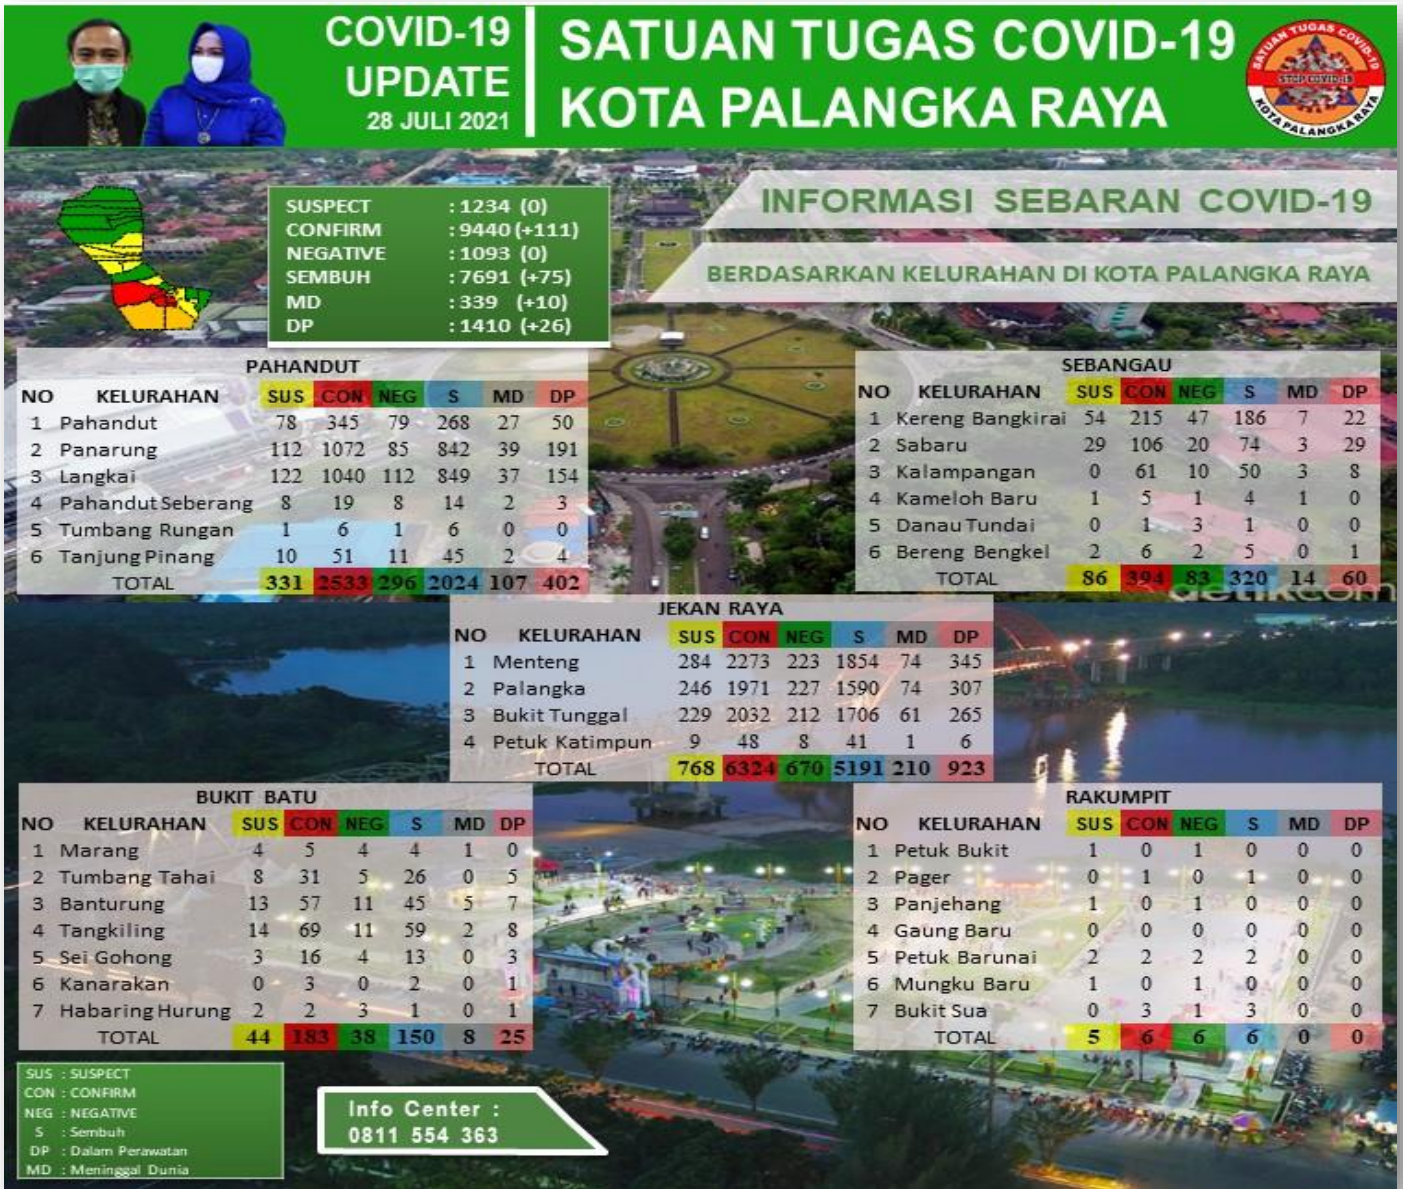 COVID-19
UPDATE
28 JULI 2021
SATUAN TUGAS COVID-19
KOTA PALANGKA RAYA
SATUAN TUGAS COVID-19
STOP COVID-19
KOTA PALANGKA RAYA
SUSPECT : 1234 (0)
CONFIRM : 9440 (+111)
NEGATIVE : 1093 (0)
SEMBUH : 7691 (+75)
MD : 339 (+10)
DP : 1410 (+26)
INFORMASI SEBARAN COVID-19
BERDASARKAN KELURAHAN DI KOTA PALANGKA RAYA
PAHANDUT
NO KELURAHAN SUS CON NEG S MD DP
1 Pahandut 78 345 79 268 27 50
2 Panarung 112 1072 85 842 39 191
3 Langkai 122 1040 112 849 37 154
4 Pahandut Seberang 8 19 8 14 2 3
5 Tumbang Rungan 1 6 1 6 0 0
6 Tanjung Pinang 10 51 11 45 2 4
TOTAL 331 2533 296 2024 107 402
SEBANGAU
NO KELURAHAN SUS CON NEG S MD DP
1 Kereng Bangkirai 54 215 47 186 7 22
2 Sabaru 29 106 20 74 3 29
3 Kalampangan 0 61 10 50 3 8
4 Kameloh Baru 1 5 1 4 1 0
5 Danau Tundai 0 1 3 1 0 0
6 Bereng Bengkel 2 6 2 5 0 1
TOTAL 86 394 83 320 14 60
detikcom
JEKAN RAYA
NO KELURAHAN SUS CON NEG S MD DP
1 Menteng 284 2273 223 1854 74 345
2 Palangka 246 1971 227 1590 74 307
3 Bukit Tunggal 229 2032 212 1706 61 265
4 Petuk Katimpun 9 48 8 41 1 6
TOTAL 768 6324 670 5191 210 923
BUKIT BATU
NO KELURAHAN SUS CON NEG S MD DP
1 Marang 4 5 4 4 1 0
2 Tumbang Tahai 8 31 5 26 0 5
3 Banturung 13 57 11 45 5 7
4 Tangkiling 14 69 11 59 2 8
5 Sei Gohong 3 16 4 13 0 3
6 Kanarakan 0 3 0 2 0 1
7 Habaring Hurung 2 2 3 1 0 1
TOTAL 44 183 38 150 8 25
RAKUMPIT
NO KELURAHAN SUS CON NEG S MD DP
1 Petuk Bukit 1 0 1 0 0 0
2 Pager 0 1 0 1 0 0
3 Panjehang 1 0 1 0 0 0
4 Gaung Baru 0 0 0 0 0 0
5 Petuk Barunai 2 2 2 2 0 0
6 Mungku Baru 1 0 1 0 0 0
7 Bukit Sua 0 3 1 3 0 0
TOTAL 5 6 6 6 0 0
SUS : SUSPECT
CON : CONFIRM
NEG : NEGATIVE
S : Sembuh
DP : Dalam Perawatan
MD : Meninggal Dunia
Info Center :
0811 554 363